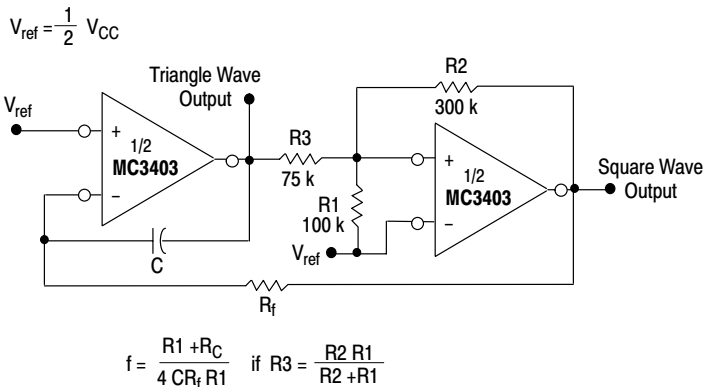 V_ref = 1/2 V_CC
Triangle Wave
Output
R2
300 k
V_ref
+
1/2
MC3403
−
R3
75 k
+
1/2
MC3403
−
Square Wave
Output
R1
100 k
V_ref
C
R_f
f = (R1 + R_C)/(4 CR_f R1) if R3 = (R2 R1)/(R2 + R1)